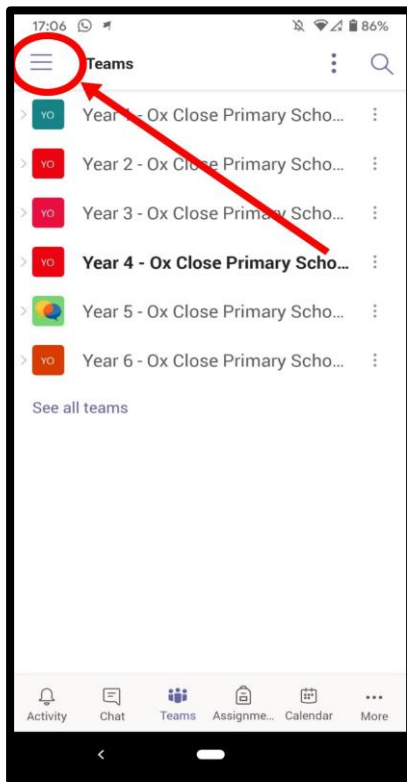 17:06 86%
Teams
YO Year 1 - Ox Close Primary Scho...
YO Year 2 - Ox Close Primary Scho...
YO Year 3 - Ox Close Primary Scho...
YO Year 4 - Ox Close Primary Scho...
Year 5 - Ox Close Primary Scho...
YO Year 6 - Ox Close Primary Scho...
See all teams
Activity Chat Teams Assignme... Calendar More